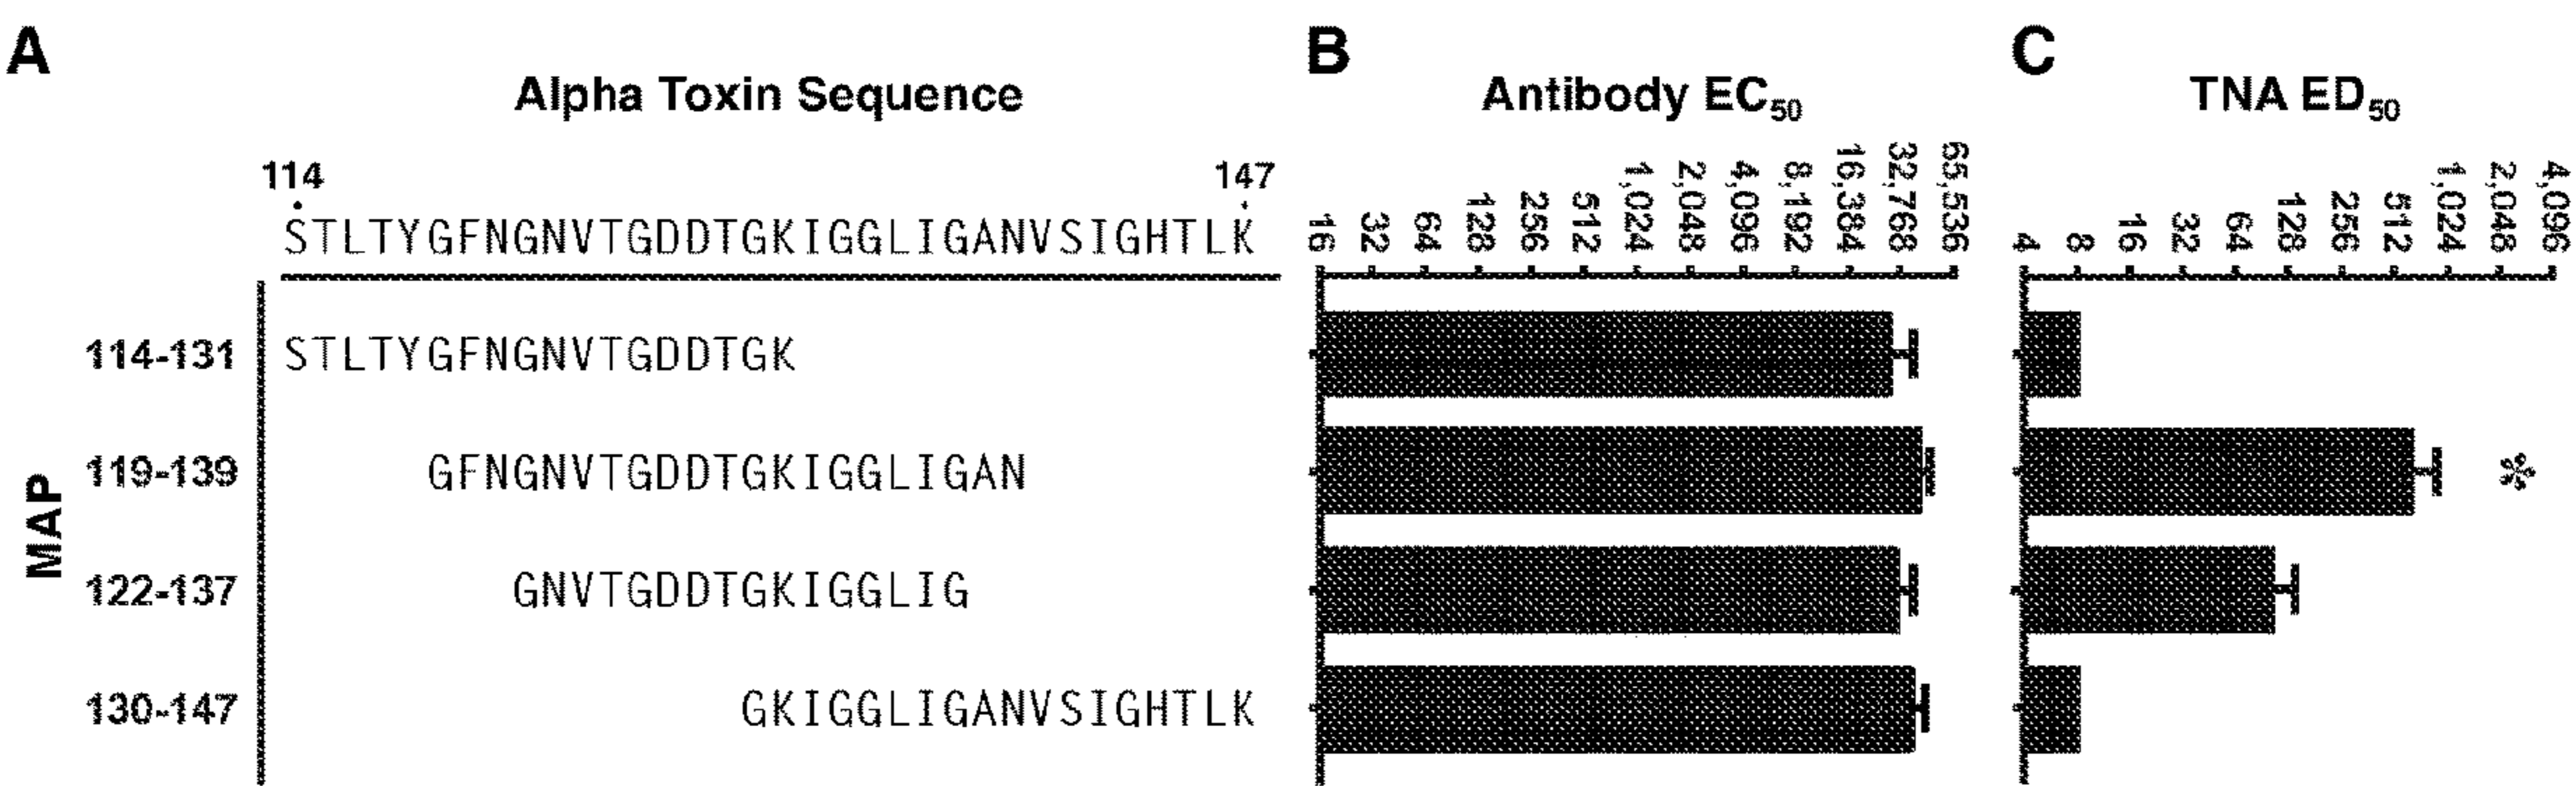 A
Alpha Toxin Sequence
114
147
STLTYGFNGNVTGDDTGKIGGLIGANVSIGHTLK
MAP
114-131
STLTYGFNGNVTGDDTGK
119-139
GFNGNVTGDDTGKIGGLIGAN
122-137
GNVTGDDTGKIGGLIG
130-147
GKIGGLIGANVSIGHTLK
B
Antibody EC50
16
32
64
128
256
512
1,024
2,048
4,096
8,192
16,384
32,768
65,536
C
TNA ED50
4
8
16
32
64
128
256
512
1,024
2,048
4,096
*